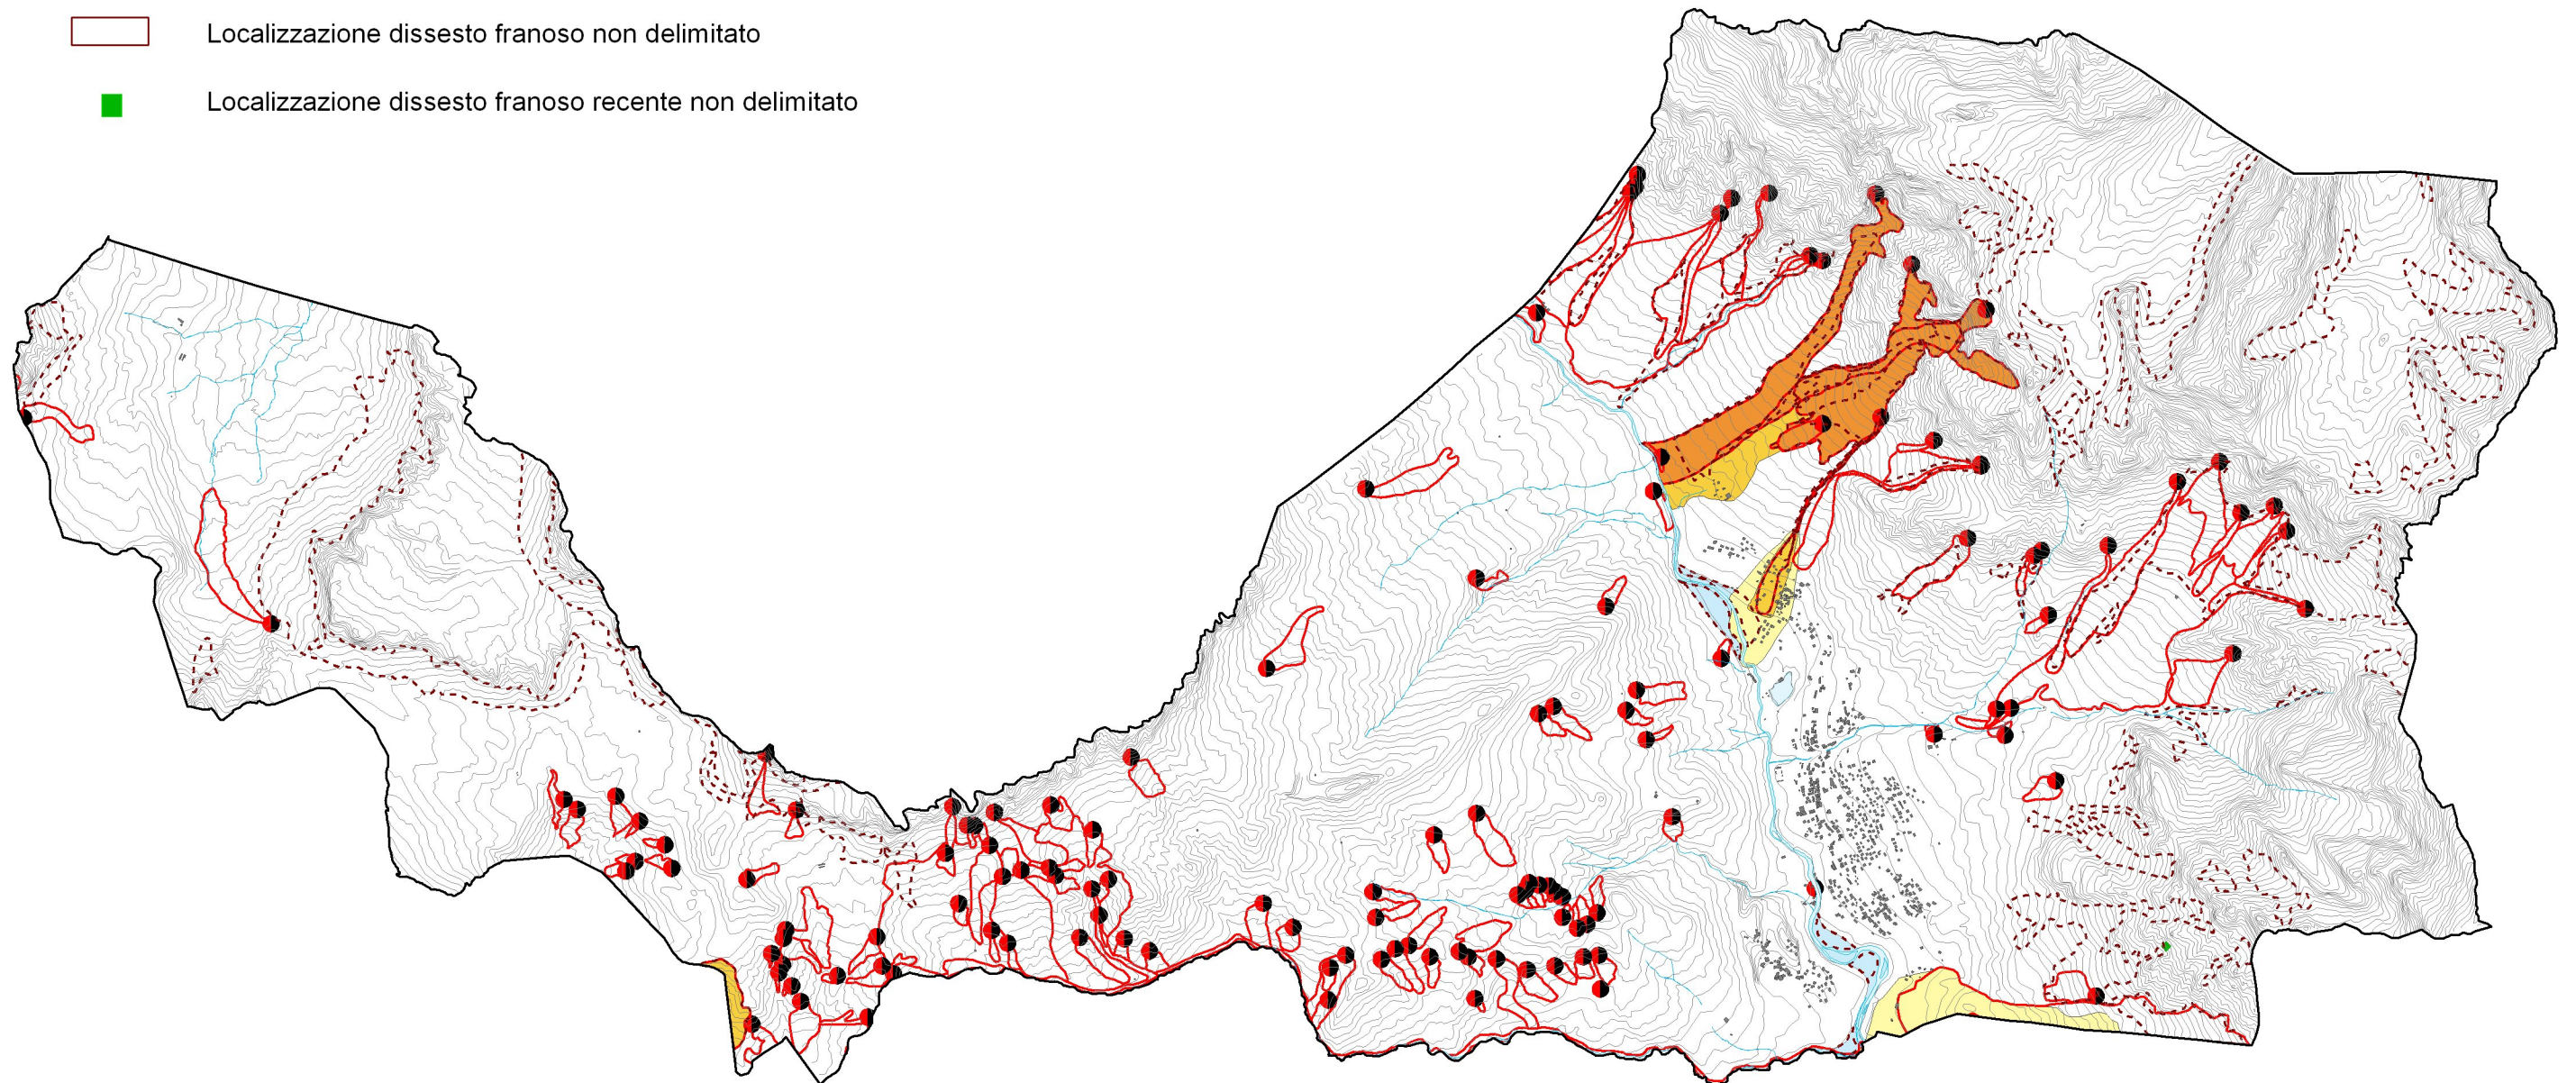 Localizzazione dissesto franoso non delimitato
Localizzazione dissesto franoso recente non delimitato